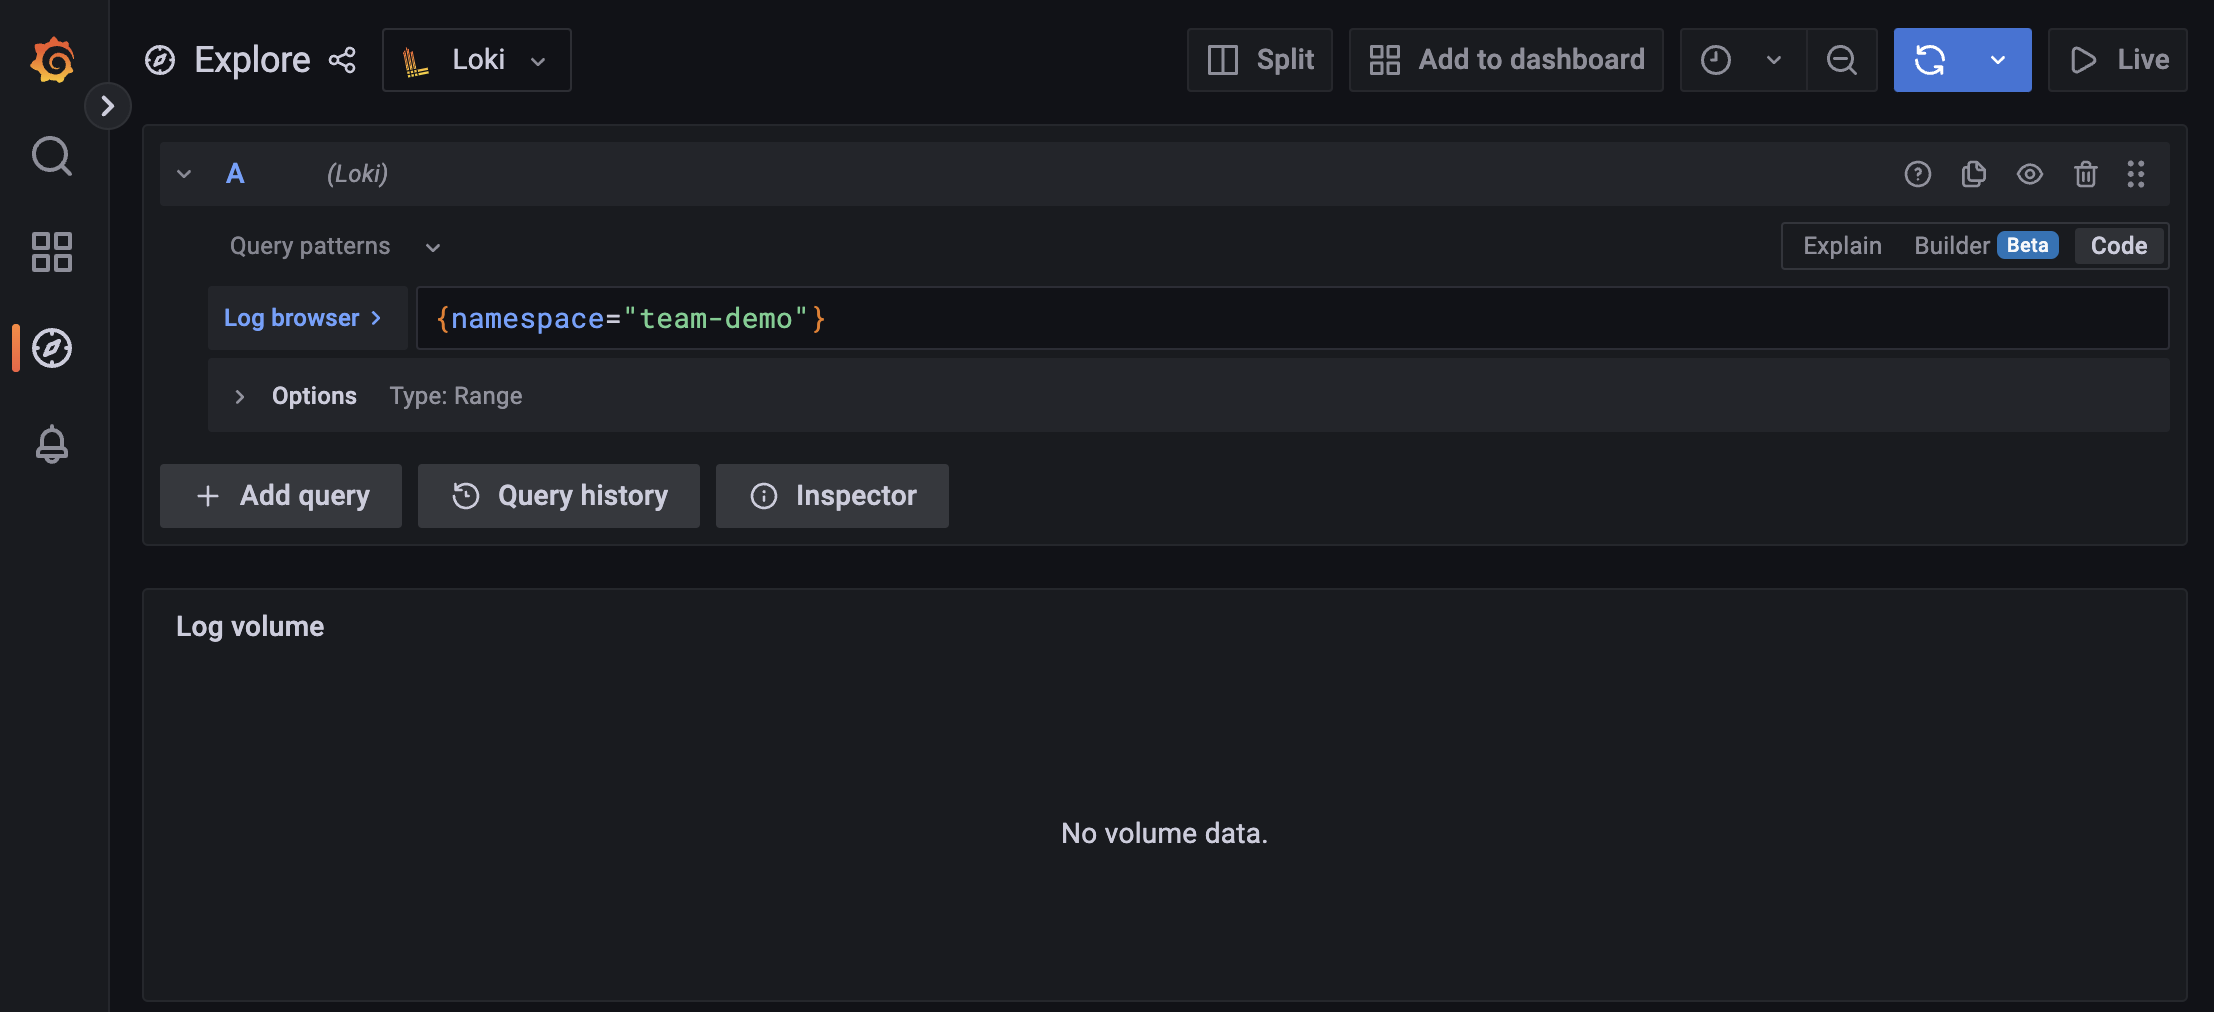 Explore Loki Split Add to dashboard Live
A (Loki)
Query patterns Explain Builder Beta Code
Log browser {namespace="team-demo"}
Options Type: Range
Add query Query history Inspector
Log volume
No volume data.